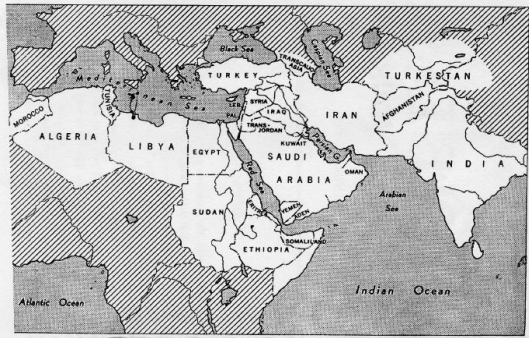 Black Sea
Caspian Sea
TRANSCAUC.
ASIA
TURKESTAN
TURKEY
Mediterranean Sea
TUNISIA
MOROCCO
ALGERIA
LIBYA
EGYPT
LEB.
SYRIA
PAL.
IRAQ
TRANS-
JORDAN
IRAN
AFGHANISTAN
KUWAIT
Persian G.
SAUDI
ARABIA
OMAN
Red Sea
INDIA
Arabian
Sea
SUDAN
ERITREA
YEMEN
ADEN
ETHIOPIA
SOMALILAND
Atlantic Ocean
Indian Ocean